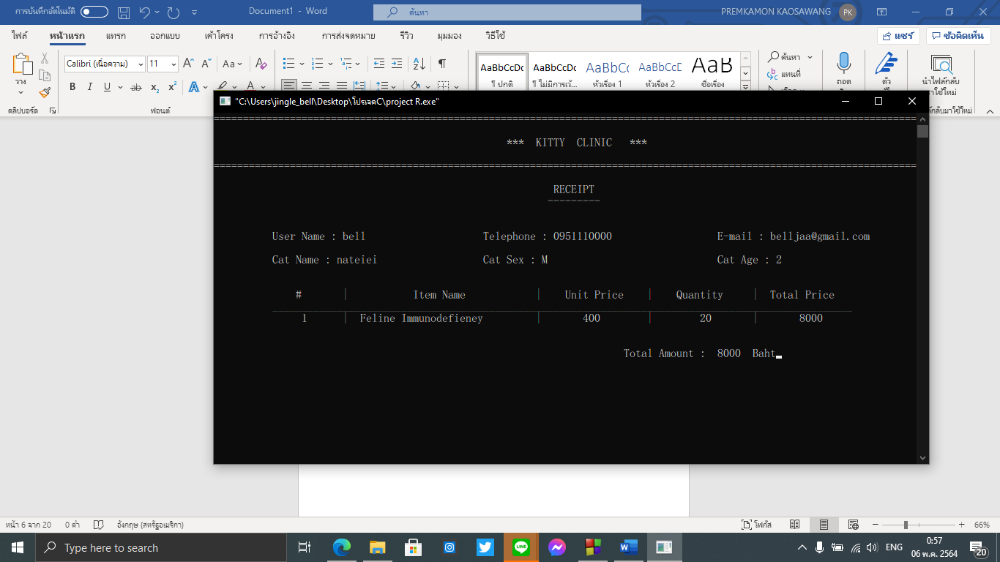 การบันทึกอัตโนมัติ Document1 - Word ค้นหา PREMKAMON KAOSAWANG PK
ไฟล์ หน้าแรก แทรก ออกแบบ เค้าโครง การอ้างอิง การส่งจดหมาย รีวิว มุมมอง วิธีใช้ แชร์ ข้อคิดเห็น
วาง Calibri (เนื้อความ) 11 Aa AaBbCcDc AaBbCcDc AaBbCc AaBbCcD AaB ค้นหา
แทนที่
B I U ab x₂ x² A A ¶ ปกติ ¶ ไม่มีการเว้... หัวเรื่อง 1 หัวเรื่อง 2 ชื่อเรื่อง กอด ตัว นำไฟล์กลับ
มาใช้ใหม่
คลิปบอร์ด ฟอนต์
"C:\Users\jingle_bell\Desktop\โปรเจคC\project R.exe"
*** KITTY CLINIC ***
RECEIPT
---------
User Name : bell Telephone : 0951110000 E-mail : belljaa@gmail.com
Cat Name : nateiei Cat Sex : M Cat Age : 2
# | Item Name | Unit Price | Quantity | Total Price
1 | Feline Immunodefieney | 400 | 20 | 8000
Total Amount : 8000 Baht
หน้า 6 จาก 20 0 คำ อังกฤษ (สหรัฐอเมริกา) โฟกัส 66%
Type here to search LINE ENG 0:57
06 พ.ค. 2564 20